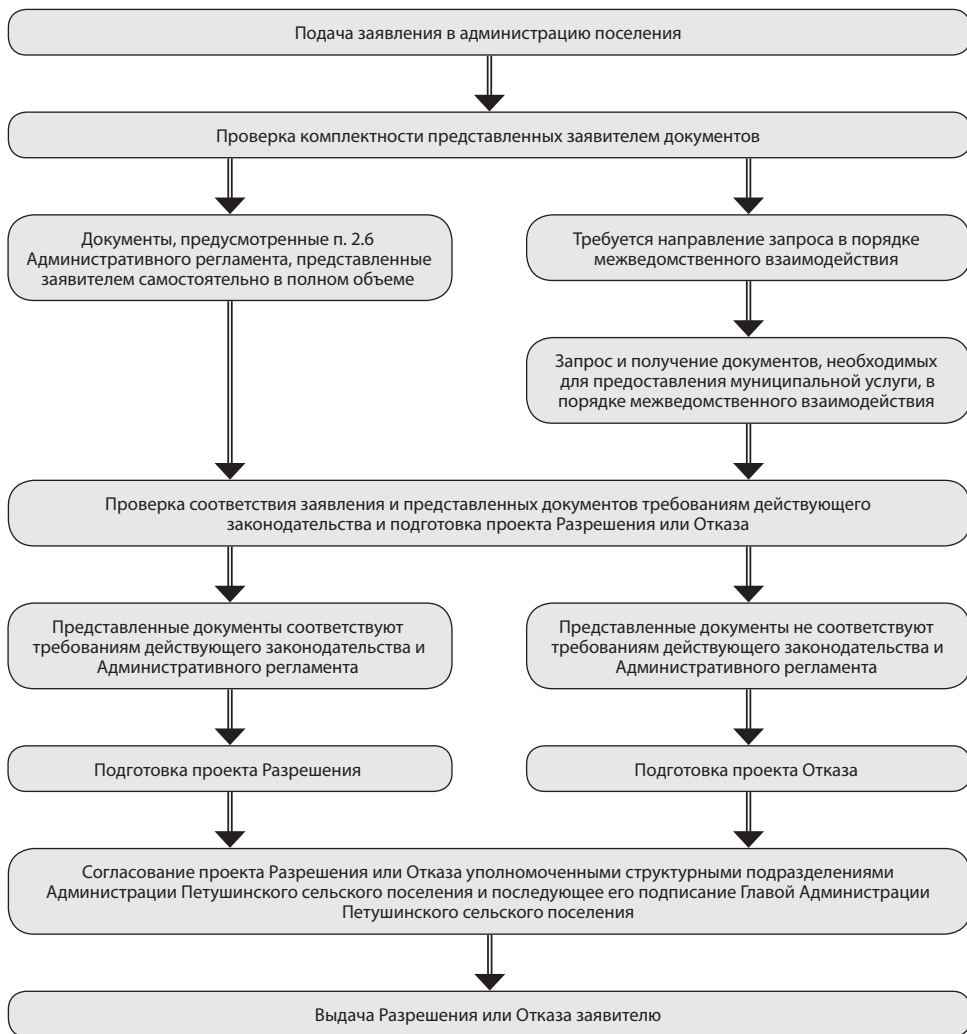 Подача заявления в администрацию поселения
Проверка комплектности представленных заявителем документов
Документы, предусмотренные п. 2.6
Административного регламента, представленные
заявителем самостоятельно в полном объеме
Требуется направление запроса в порядке
межведомственного взаимодействия
Запрос и получение документов, необходимых
для предоставления муниципальной услуги, в
порядке межведомственного взаимодействия
Проверка соответствия заявления и представленных документов требованиям действующего
законодательства и подготовка проекта Разрешения или Отказа
Представленные документы соответствуют
требованиям действующего законодательства и
Административного регламента
Представленные документы не соответствуют
требованиям действующего законодательства и
Административного регламента
Подготовка проекта Разрешения
Подготовка проекта Отказа
Согласование проекта Разрешения или Отказа уполномоченными структурными подразделениями
Администрации Петушинского сельского поселения и последующее его подписание Главой Администрации
Петушинского сельского поселения
Выдача Разрешения или Отказа заявителю